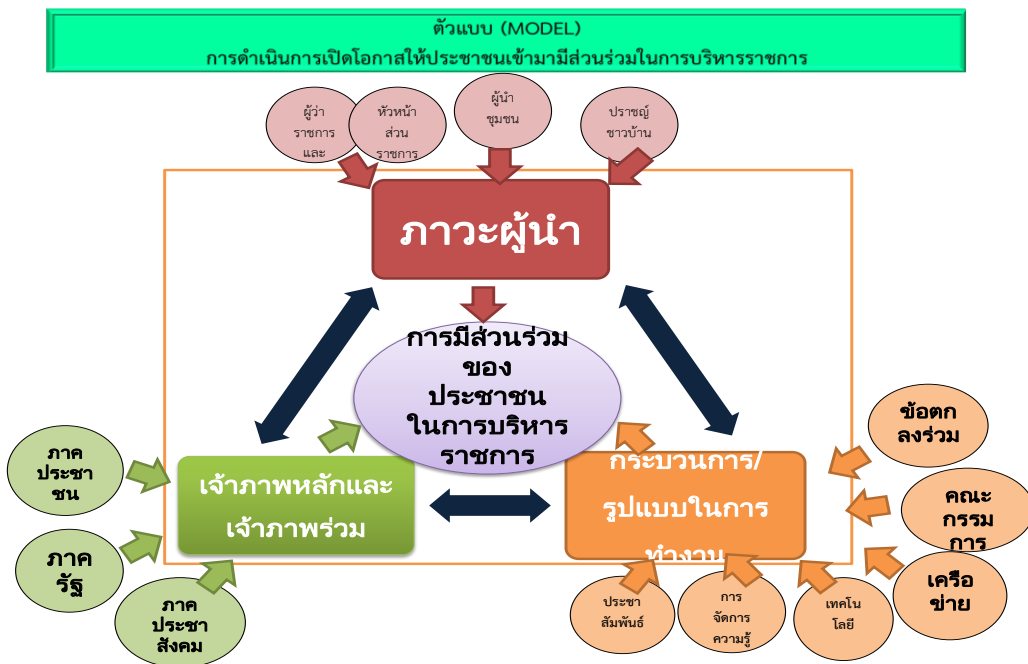 ตัวแบบ (MODEL)
การดำเนินการเปิดโอกาสให้ประชาชนเข้ามามีส่วนร่วมในการบริหารราชการ
ผู้ว่า
ราชการ
และ
หัวหน้า
ส่วน
ราชการ
ผู้นำ
ชุมชน
ปราชญ์
ชาวบ้าน
ภาวะผู้นำ
การมีส่วนร่วม
ของ
ประชาชน
ในการบริหาร
ราชการ
เจ้าภาพหลักและ
เจ้าภาพร่วม
กระบวนการ/
รูปแบบในการ
ทำงาน
ภาค
ประชา
ชน
ภาค
รัฐ
ภาค
ประชา
สังคม
ข้อตก
ลงร่วม
คณะ
กรรม
การ
เครือ
ข่าย
ประชา
สัมพันธ์
การ
จัดการ
ความรู้
เทคโน
โลยี